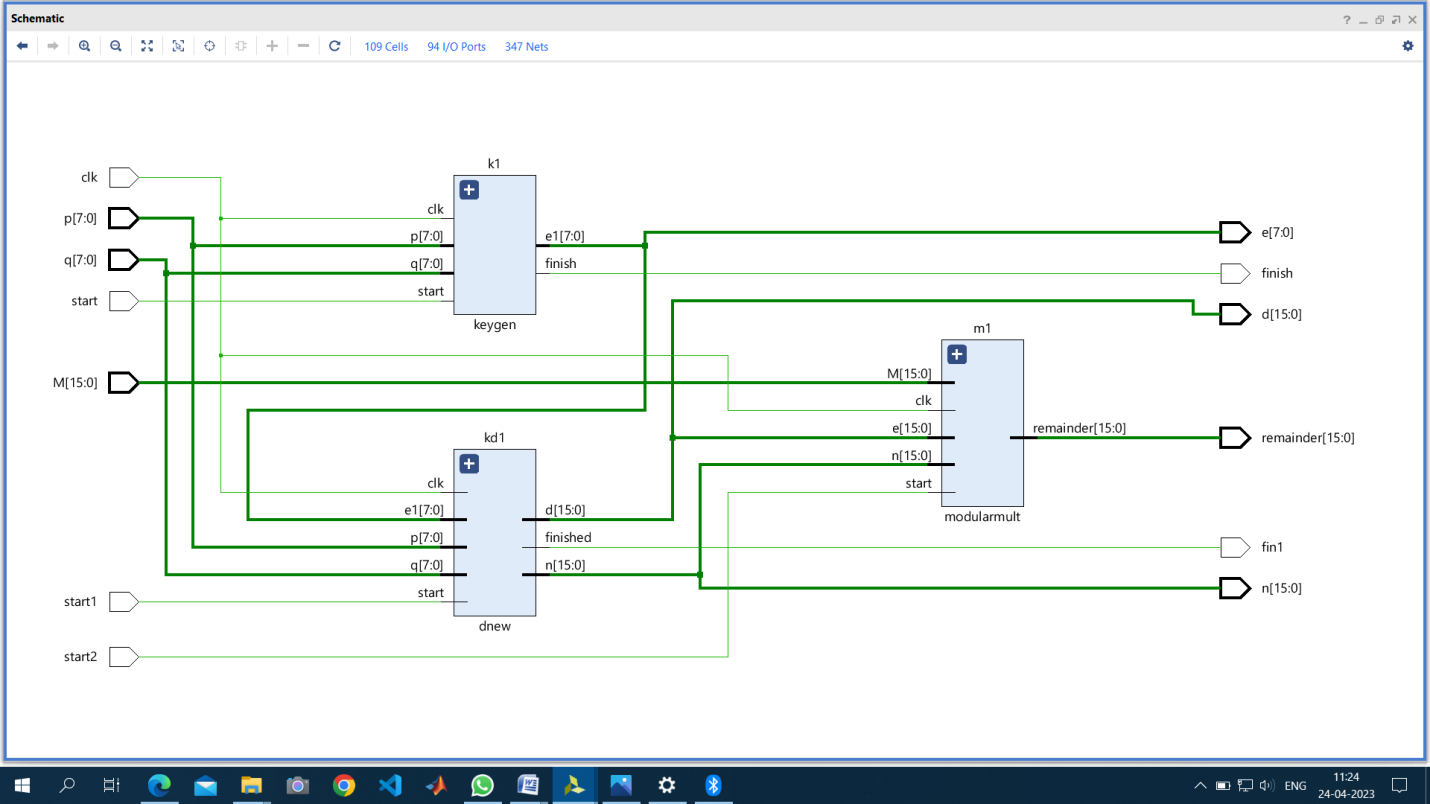 Schematic
109 Cells 94 I/O Ports 347 Nets
k1
clk
p[7:0]
q[7:0]
start
M[15:0]
start1
start2
clk
p[7:0]
q[7:0]
start
e1[7:0]
finish
keygen
kd1
clk
e1[7:0]
p[7:0]
q[7:0]
start
d[15:0]
finished
n[15:0]
dnew
m1
M[15:0]
clk
e[15:0]
n[15:0]
start
remainder[15:0]
modularmult
e[7:0]
finish
d[15:0]
remainder[15:0]
fin1
n[15:0]
ENG
11:24
24-04-2023